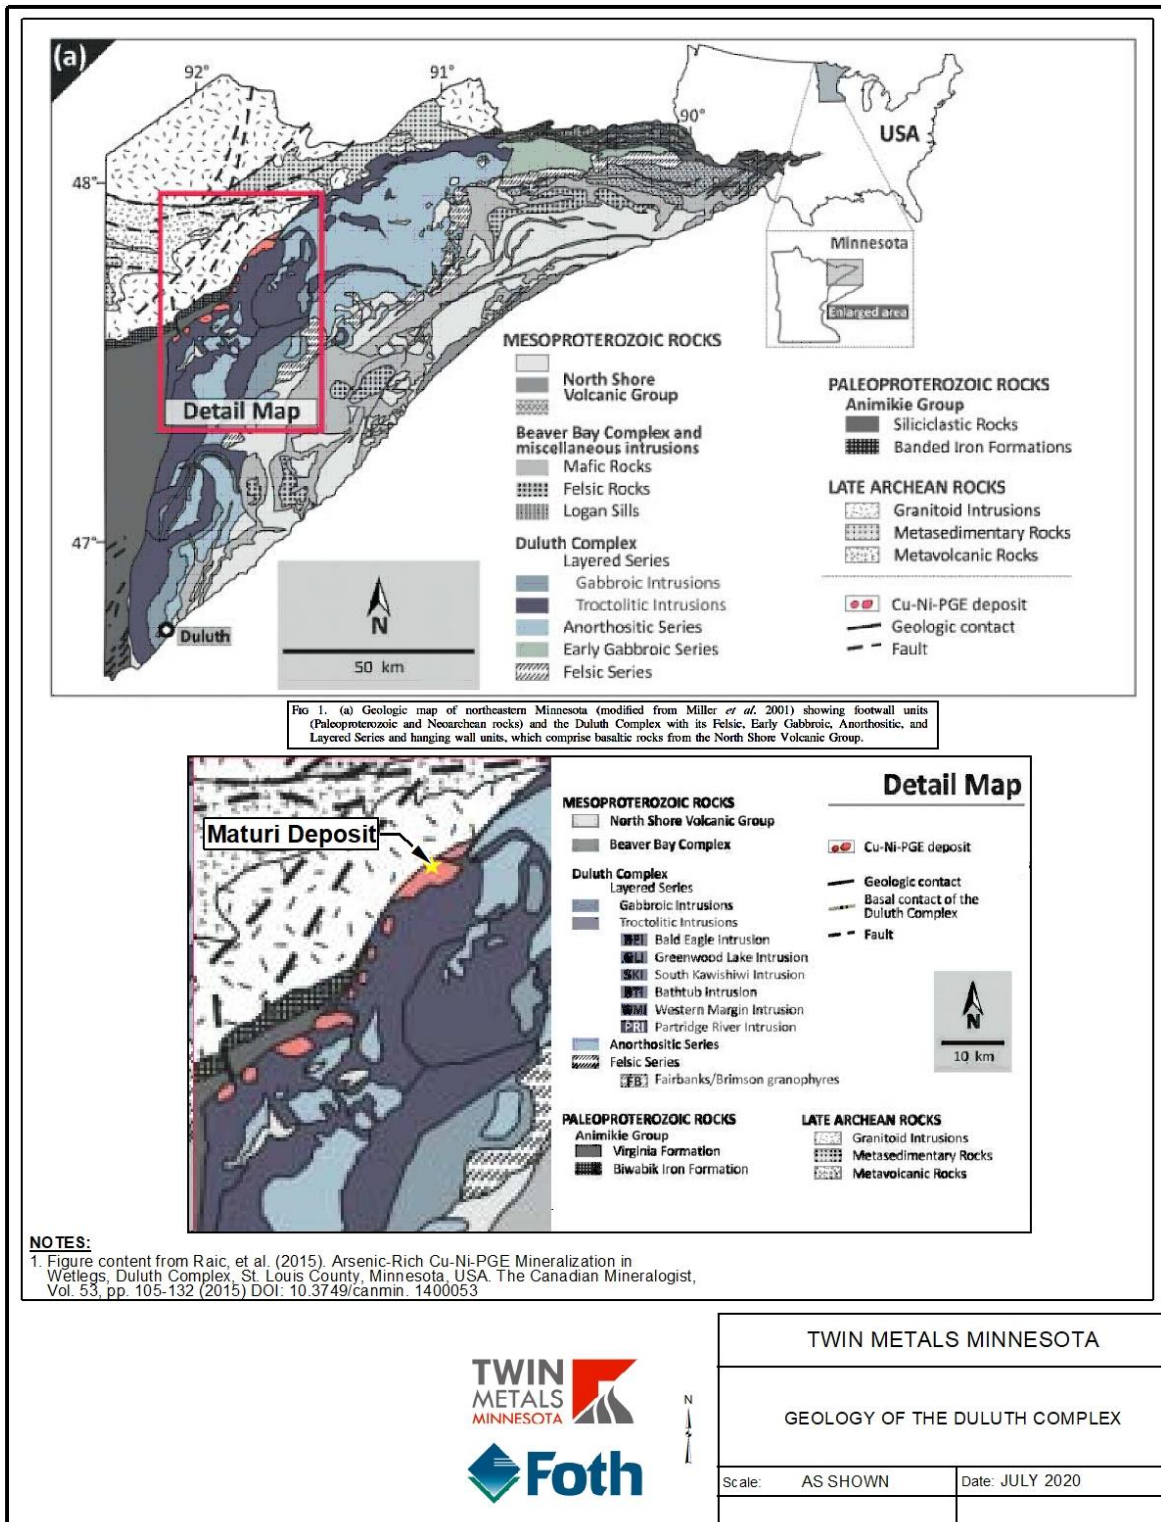 (a)
92°
91°
90°
48°
47°
USA
Minnesota
Enlarged area
Detail Map
Duluth
N
50 km
MESOPROTEROZOIC ROCKS
North Shore
Volcanic Group
Beaver Bay Complex and
miscellaneous intrusions
Mafic Rocks
Felsic Rocks
Logan Sills
Duluth Complex
Layered Series
Gabbroic Intrusions
Troctolitic Intrusions
Anorthositic Series
Early Gabbroic Series
Felsic Series
PALEOPROTEROZOIC ROCKS
Animikie Group
Siliciclastic Rocks
Banded Iron Formations
LATE ARCHEAN ROCKS
Granitoid Intrusions
Metasedimentary Rocks
Metavolcanic Rocks
Cu-Ni-PGE deposit
Geologic contact
Fault
FIG 1. (a) Geologic map of northeastern Minnesota (modified from Miller et al. 2001) showing footwall units
(Paleoproterozoic and Neoarchean rocks) and the Duluth Complex with its Felsic, Early Gabbroic, Anorthositic, and
Layered Series and hanging wall units, which comprise basaltic rocks from the North Shore Volcanic Group.
Maturi Deposit
Detail Map
MESOPROTEROZOIC ROCKS
North Shore Volcanic Group
Beaver Bay Complex
Duluth Complex
Layered Series
Gabbroic Intrusions
Troctolitic Intrusions
BEI Bald Eagle Intrusion
GLI Greenwood Lake Intrusion
SKI South Kawishiwi Intrusion
BTI Bathtub Intrusion
WMI Western Margin Intrusion
PRI Partridge River Intrusion
Anorthositic Series
Felsic Series
FB Fairbanks/Brimson granophyres
PALEOPROTEROZOIC ROCKS
Animikie Group
Virginia Formation
Biwabik Iron Formation
Cu-Ni-PGE deposit
Geologic contact
Basal contact of the
Duluth Complex
Fault
N
10 km
LATE ARCHEAN ROCKS
Granitoid Intrusions
Metasedimentary Rocks
Metavolcanic Rocks
NOTES:
1. Figure content from Raic, et al. (2015). Arsenic-Rich Cu-Ni-PGE Mineralization in
Wetlegs, Duluth Complex, St. Louis County, Minnesota, USA. The Canadian Mineralogist,
Vol. 53, pp. 105-132 (2015) DOI: 10.3749/canmin. 1400053
TWIN
METALS
MINNESOTA
Foth
N
TWIN METALS MINNESOTA
GEOLOGY OF THE DULUTH COMPLEX
Scale: AS SHOWN
Date: JULY 2020